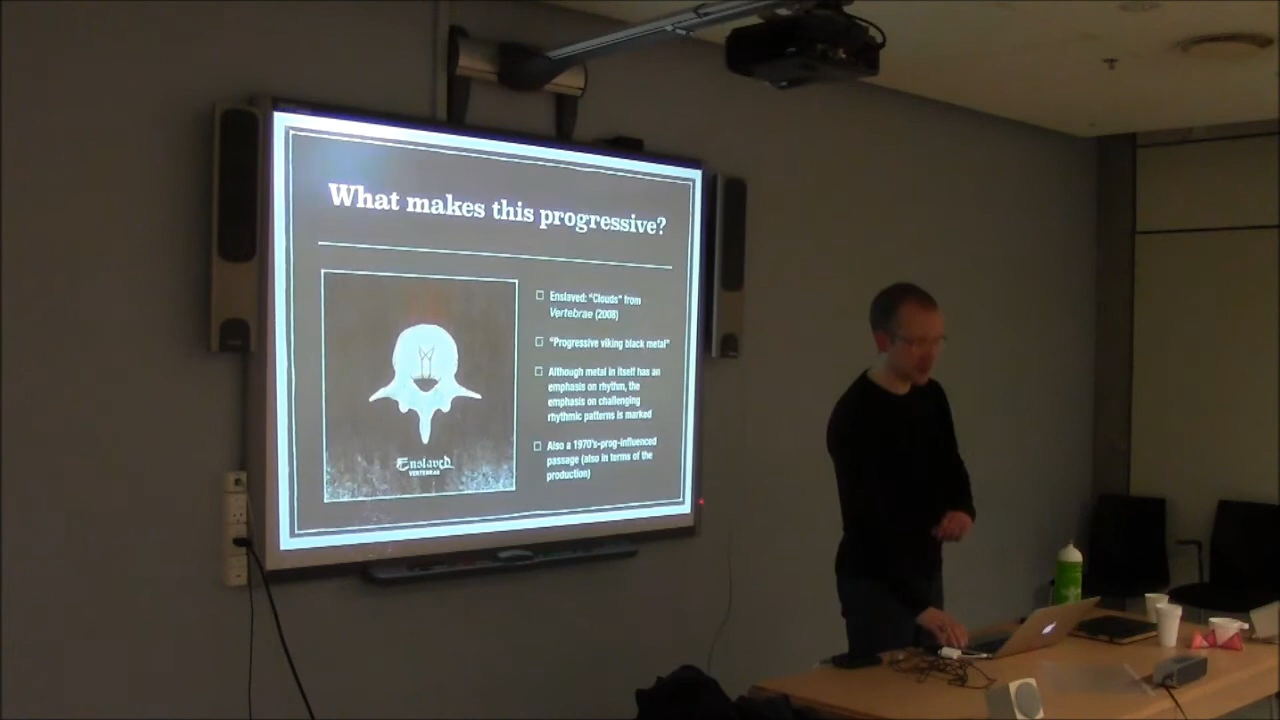 What makes this progressive?
Enslaved: "Clouds" from
Vertebrae (2008)
"Progressive viking black metal"
Although metal in itself has an
emphasis on rhythm, the
emphasis on challenging
rhythmic patterns is marked
Also a 1970's-prog-influenced
passage (also in terms of the
production)
Enslaved
VERTEBRAE